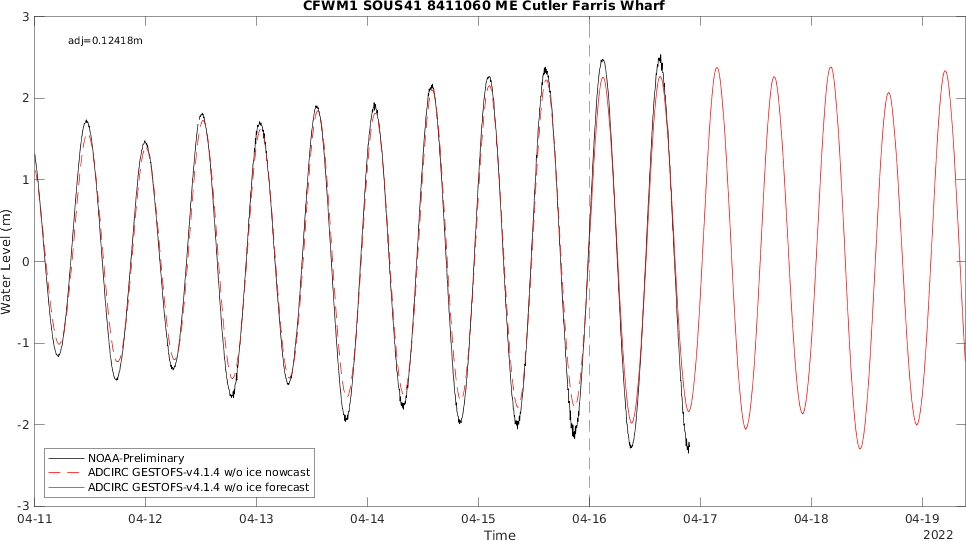 CFWM1 SOUS41 8411060 ME Cutler Farris Wharf
adj=0.12418m
3
2
1
0
-1
-2
-3
Water Level (m)
NOAA-Preliminary
ADCIRC GESTOFS-v4.1.4 w/o ice nowcast
ADCIRC GESTOFS-v4.1.4 w/o ice forecast
04-11 04-12 04-13 04-14 04-15 04-16 04-17 04-18 04-19
Time
2022